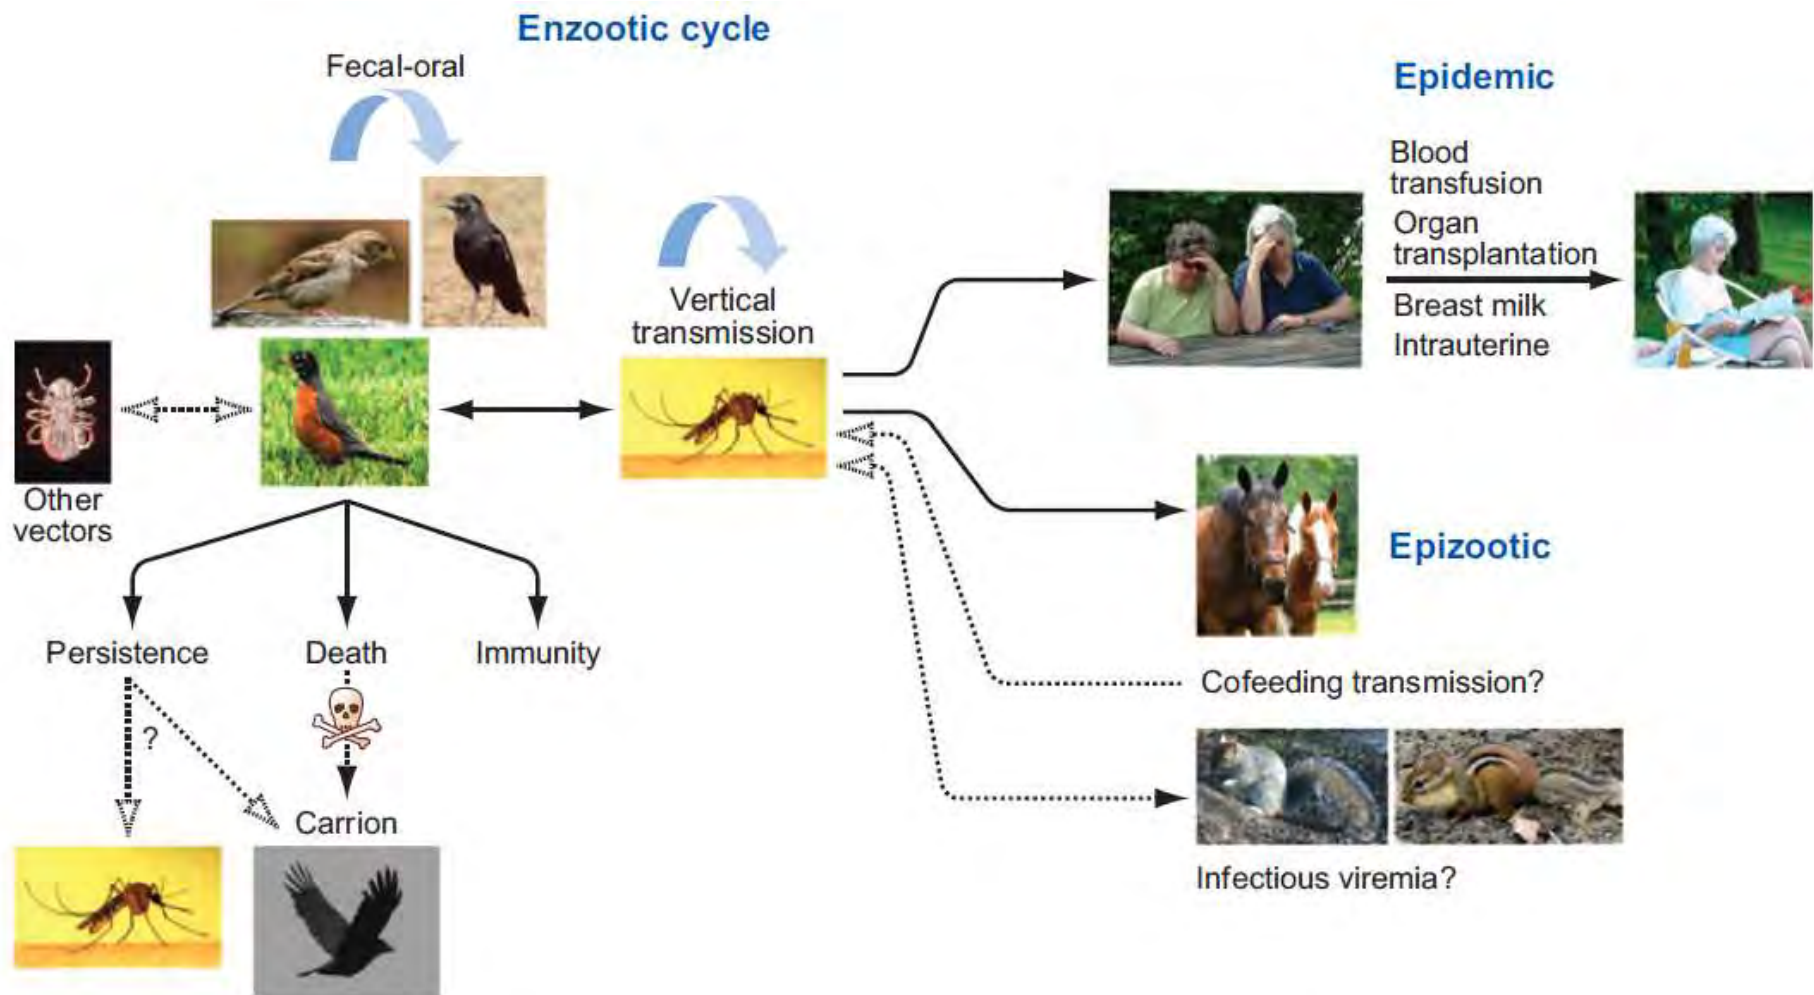 Enzootic cycle
Fecal-oral
Vertical
transmission
Other
vectors
Persistence
Death
Immunity
?
Carrion
Epidemic
Blood
transfusion
Organ
transplantation
Breast milk
Intrauterine
Epizootic
Cofeeding transmission?
Infectious viremia?